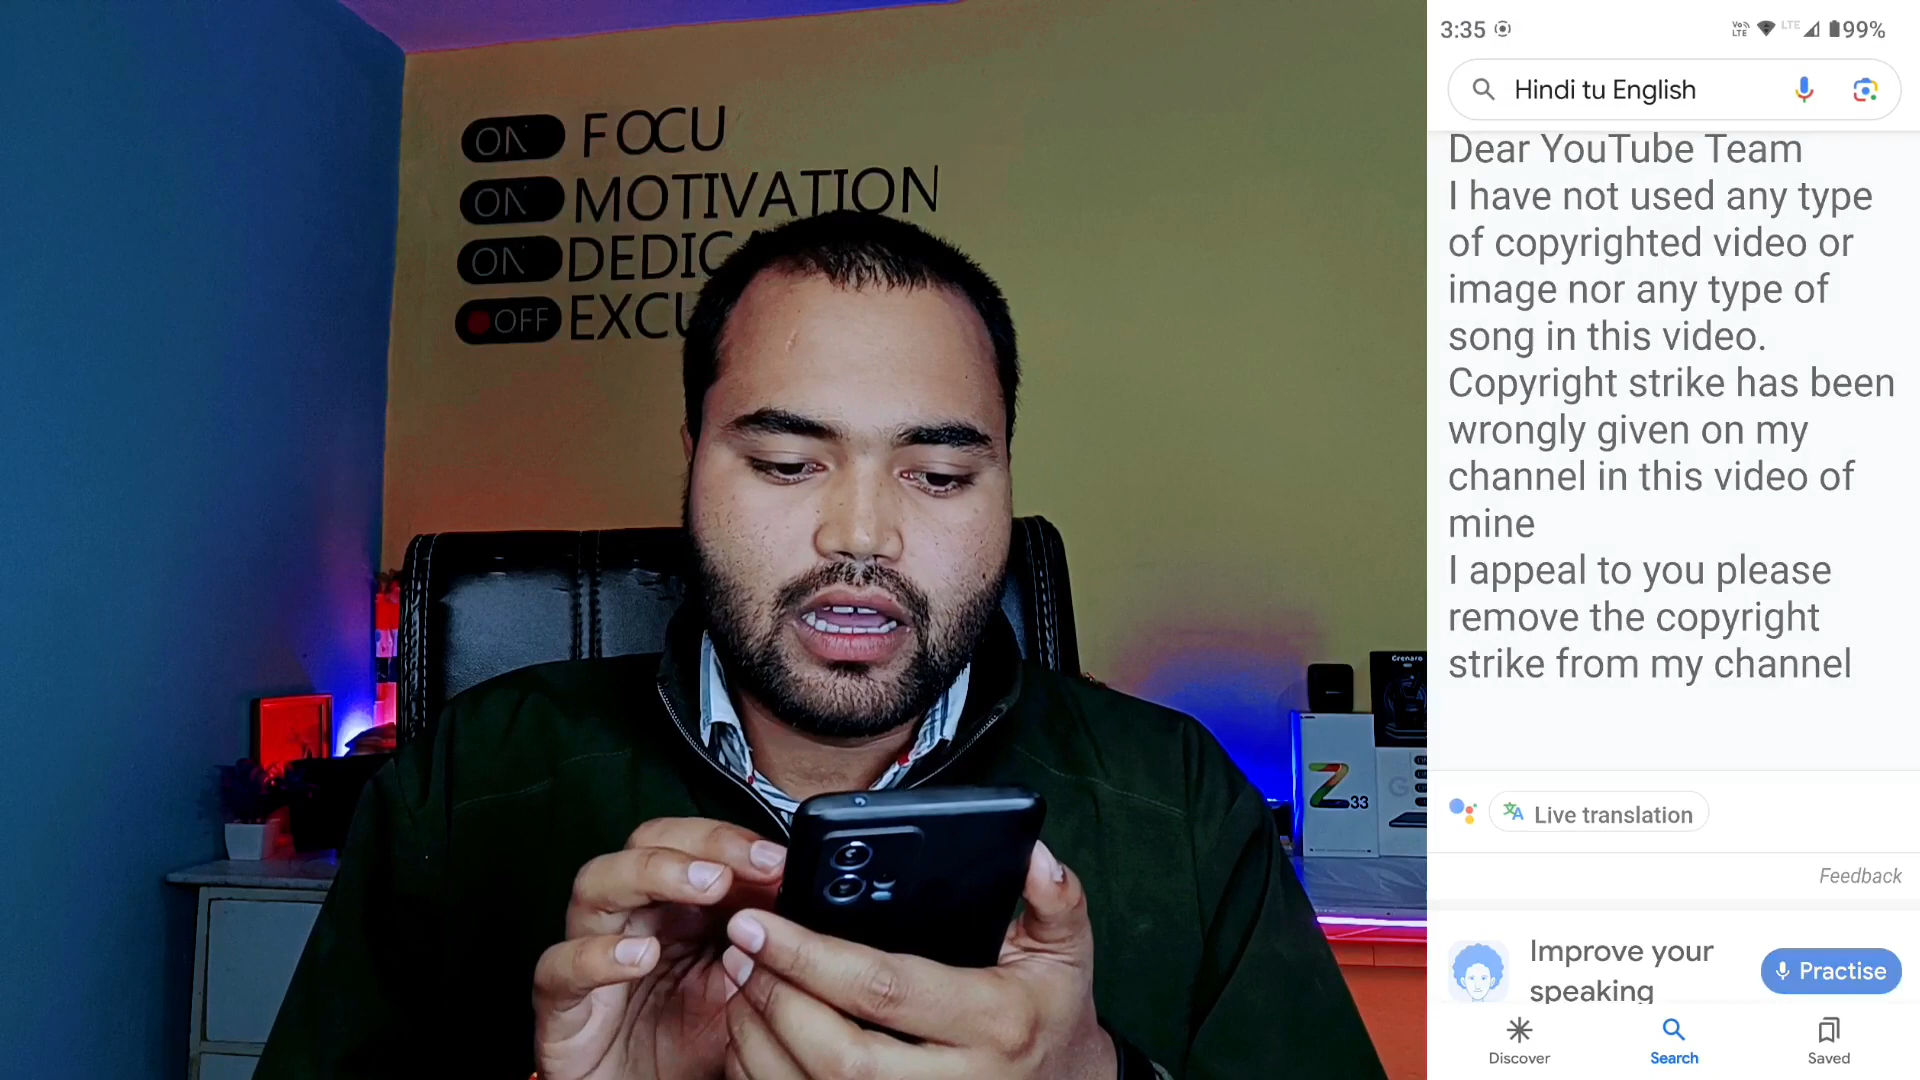 ON FOCU
ON MOTIVATION
ON DEDIC
OFF EXCU
Z 33
3:35
LTE
99%
Hindi tu English
Dear YouTube Team
I have not used any type
of copyrighted video or
image nor any type of
song in this video.
Copyright strike has been
wrongly given on my
channel in this video of
mine
I appeal to you please
remove the copyright
strike from my channel
Live translation
Feedback
Improve your
speaking
Practise
Discover
Search
Saved